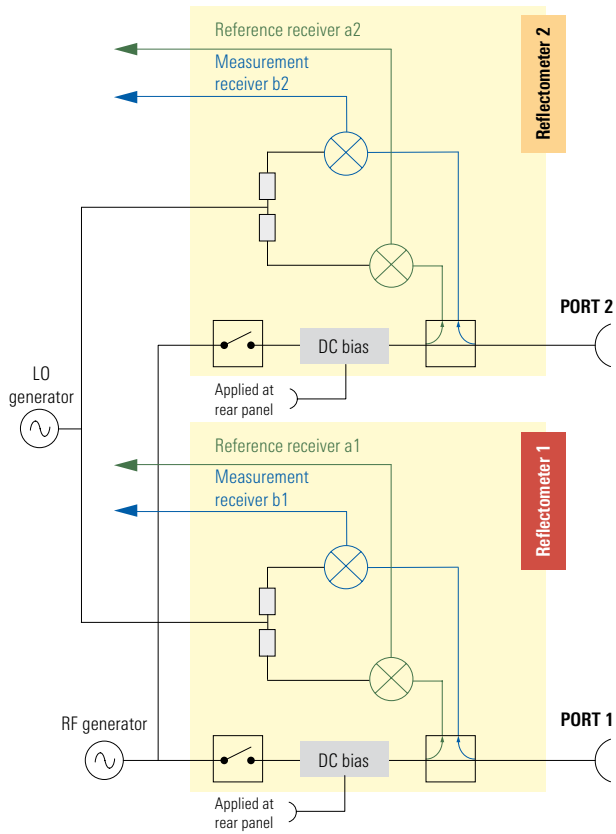 Reference receiver a2
Measurement
receiver b2
Reflectometer 2
PORT 2
DC bias
Applied at
rear panel
LO
generator
Reference receiver a1
Measurement
receiver b1
Reflectometer 1
PORT 1
RF generator
DC bias
Applied at
rear panel